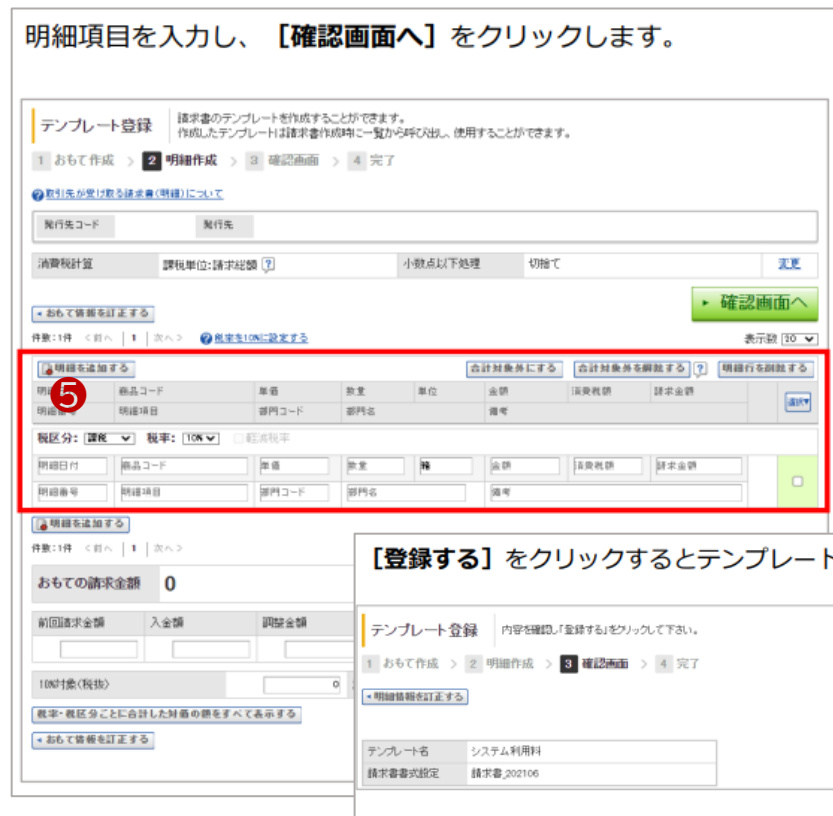 明細項目を入力し、［確認画面へ］をクリックします。
テンプレート登録
請求書のテンプレートを作成することができます。
作成したテンプレートは請求書作成時に一覧から呼び出し、使用することができます。
1 おもて作成 > 2 明細作成 > 3 確認画面 > 4 完了
取引先が受け取る請求書(明細)について
発行先コード 発行先
消費税計算 課税単位:請求総額 ? 小数点以下処理 切捨て 変更
確認画面へ
おもて情報を訂正する
件数:1件 <前へ | 1 | 次へ> 税率を10%に設定する 表示数 20
明細を追加する 合計対象外にする 合計対象外を解除する ? 明細行を削除する
5
商品コード 単価 数量 単位 金額 消費税額 請求金額 選択▼
明細番号 明細項目 部門コード 部門名 備考
税区分: 課税 税率: 10% 軽減税率
明細日付 商品コード 単価 数量 金額 消費税額 請求金額
明細番号 明細項目 部門コード 部門名 備考
明細を追加する
件数:1件 <前へ | 1 | 次へ>
おもての請求金額 0
前回請求金額 入金額 調整金額
10%対象(税抜) 0
税率・税区分ごとに合計した対価の額をすべて表示する
おもて情報を訂正する
［登録する］をクリックするとテンプレート
テンプレート登録 内容を確認し「登録する」をクリックして下さい。
1 おもて作成 > 2 明細作成 > 3 確認画面 > 4 完了
明細情報を訂正する
テンプレート名 システム利用料
請求書書式設定 請求書_202106